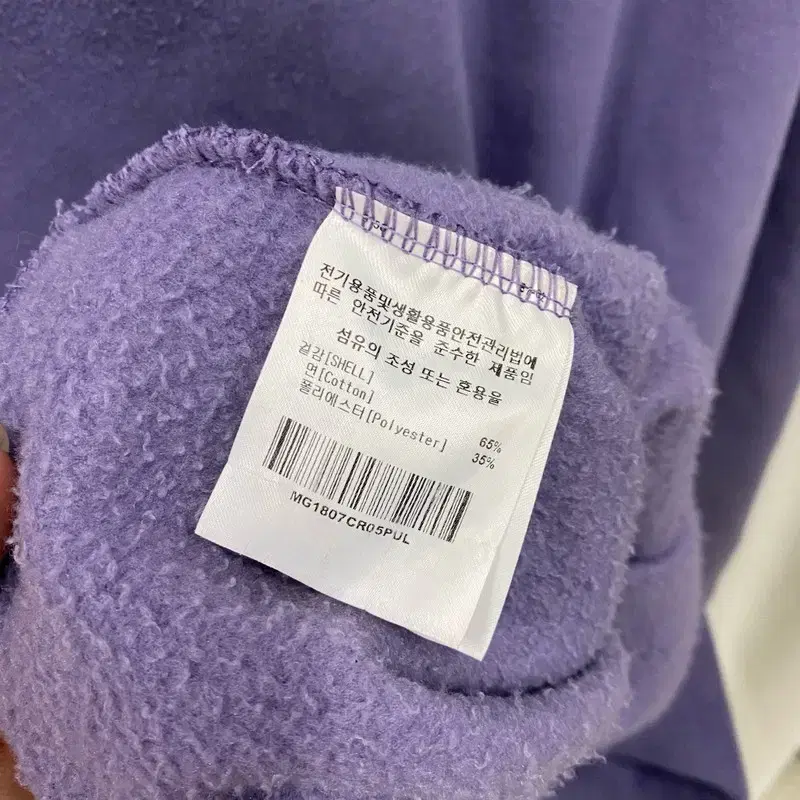 전기용품및생활용품안전관리법에
따른 안전기준을 준수한 제품임
섬유의 조성 또는 혼용율
겉감[SHELL]
면[Cotton] 65%
폴리에스터[Polyester] 35%
MG1807CR05PUL